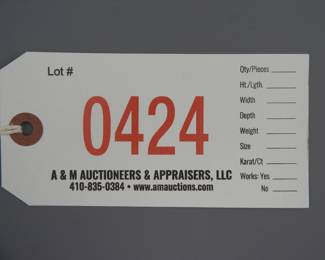 Lot #
0424
A & M AUCTIONEERS & APPRAISERS, LLC
410-835-0384 • www.amauctions.com
Qty/Pieces
Ht./Lgth.
Width
Depth
Weight
Size
Karat/Ct
Works: Yes
No